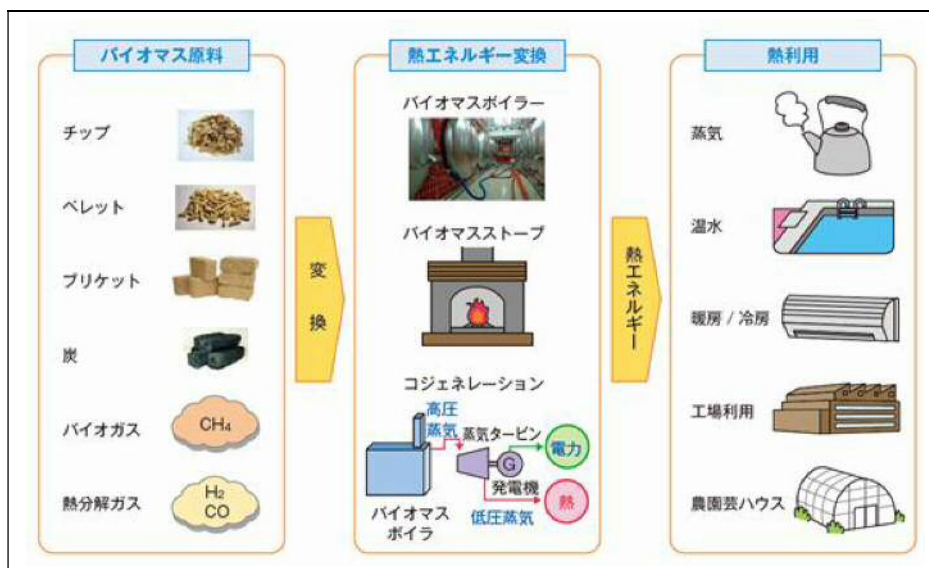 バイオマス原料
チップ
ペレット
ブリケット
炭
バイオガス
CH₄
熱分解ガス
H₂
CO
変
換
熱エネルギー変換
バイオマスボイラー
バイオマスストーブ
コジェネレーション
高圧
蒸気
蒸気タービン
G
電力
発電機
熱
低圧蒸気
バイオマス
ボイラ
熱エネルギー
熱利用
蒸気
温水
暖房 / 冷房
工場利用
農園芸ハウス